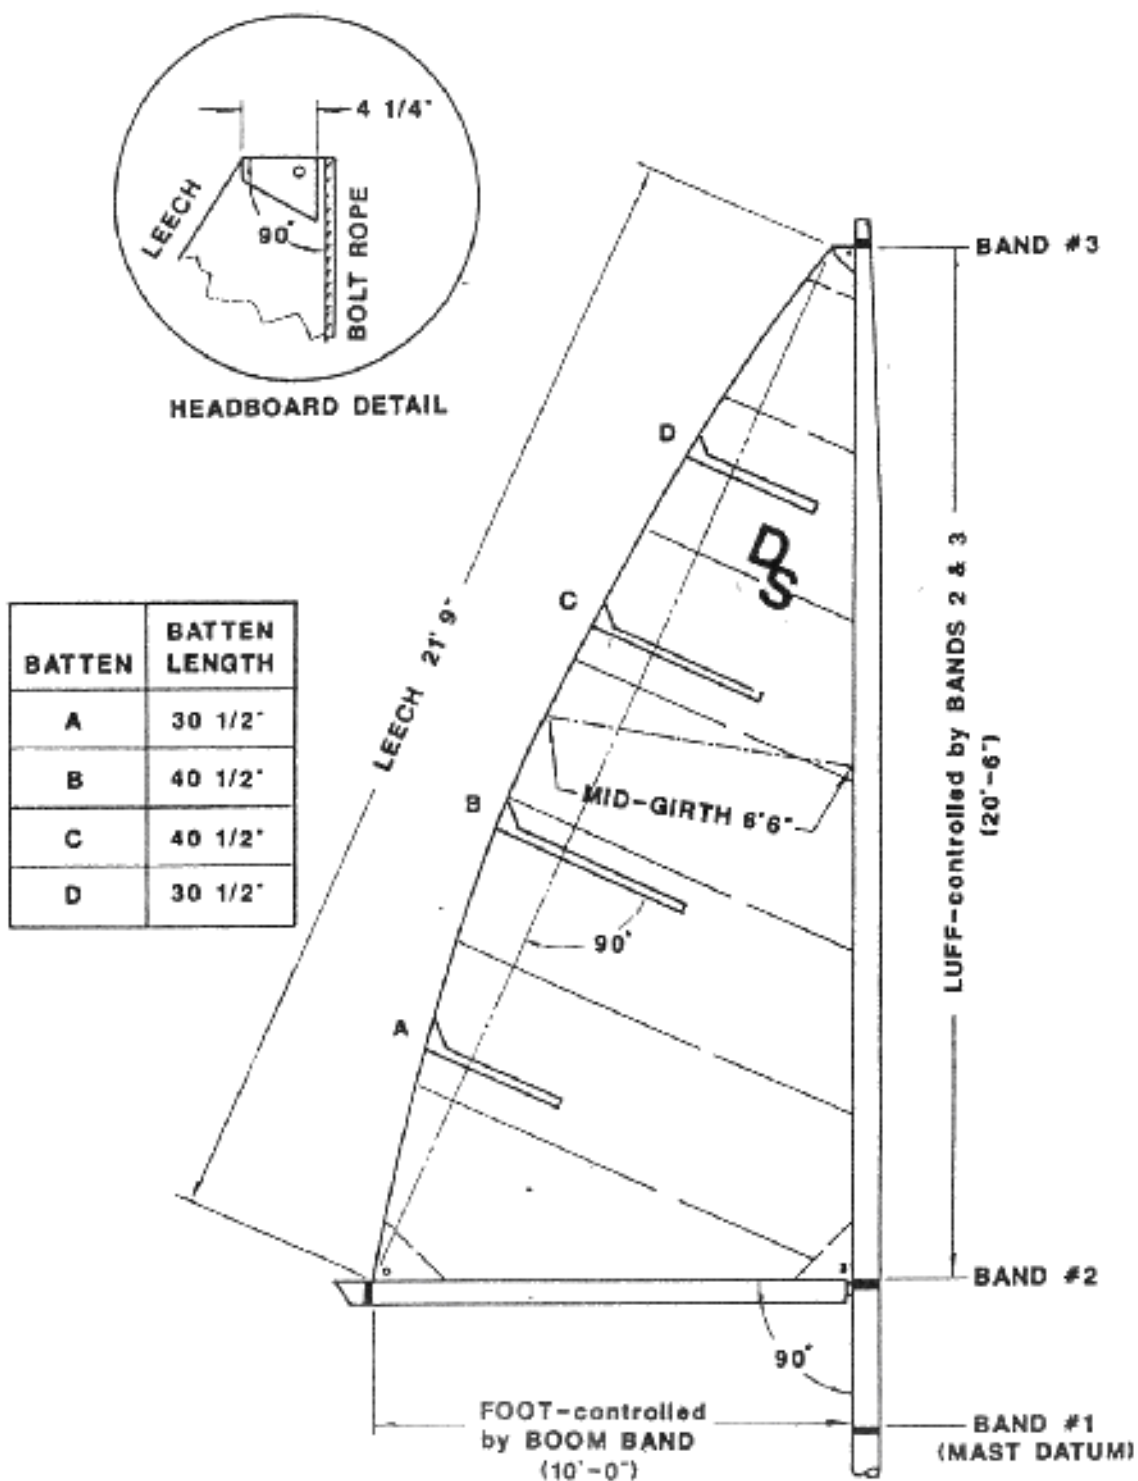 4 1/4"
LEECH
90°
BOLT ROPE
HEADBOARD DETAIL
BAND #3
D
DS
C
LEECH 21' 9"
LUFF-controlled by BANDS 2 & 3
(20'-6")
BATTEN
BATTEN LENGTH
A 30 1/2"
B 40 1/2"
C 40 1/2"
D 30 1/2"
MID-GIRTH 6'6"
B
90°
A
BAND #2
90°
FOOT-controlled
by BOOM BAND
(10'-0")
BAND #1
(MAST DATUM)